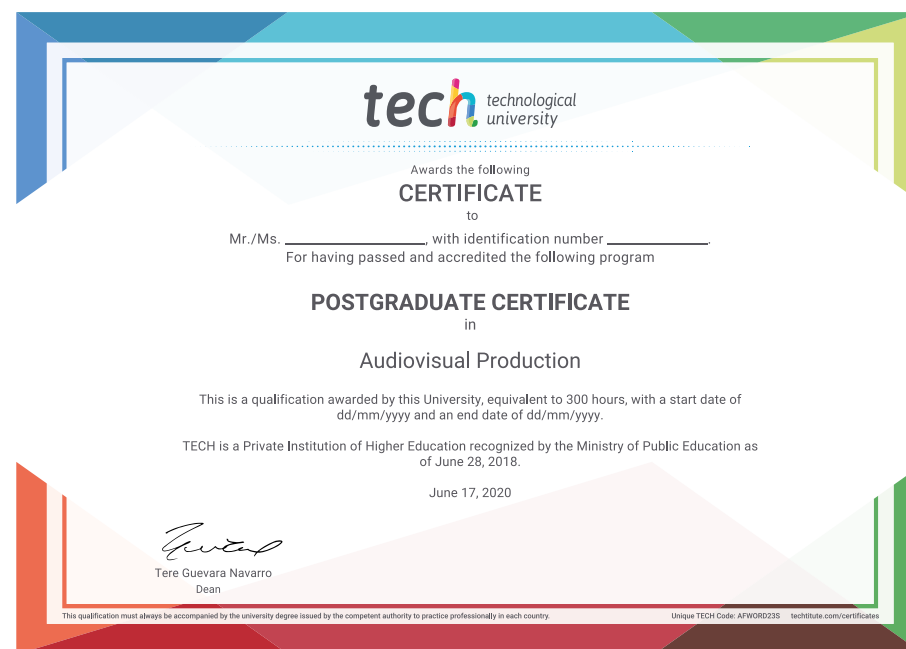 tech technological
university
Awards the following
CERTIFICATE
to
Mr./Ms. ________________, with identification number ____________.
For having passed and accredited the following program
POSTGRADUATE CERTIFICATE
in
Audiovisual Production
This is a qualification awarded by this University, equivalent to 300 hours, with a start date of
dd/mm/yyyy and an end date of dd/mm/yyyy.
TECH is a Private Institution of Higher Education recognized by the Ministry of Public Education as
of June 28, 2018.
June 17, 2020
Tere Guevara Navarro
Dean
This qualification must always be accompanied by the university degree issued by the competent authority to practice professionally in each country.
Unique TECH Code: AFWORD23S techtitute.com/certificates